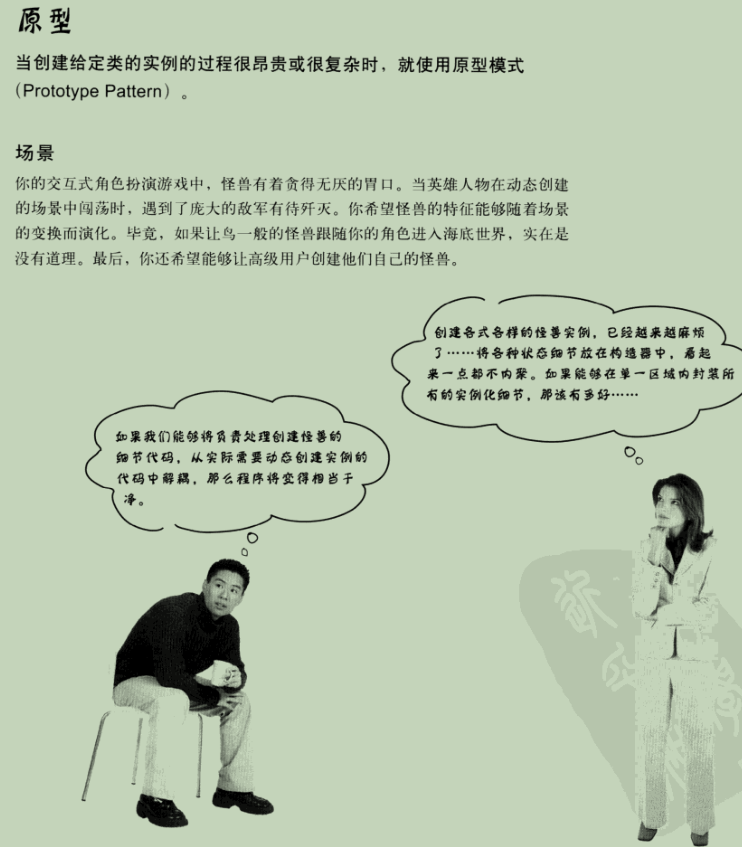 原型
当创建给定类的实例的过程很昂贵或很复杂时，就使用原型模式
（Prototype Pattern）。
场景
你的交互式角色扮演游戏中，怪兽有着贪得无厌的胃口。当英雄人物在动态创建
的场景中闯荡时，遇到了庞大的敌军有待歼灭。你希望怪兽的特征能够随着场景
的变换而演化。毕竟，如果让鸟一般的怪兽跟随你的角色进入海底世界，实在是
没有道理。最后，你还希望能够让高级用户创建他们自己的怪兽。
创建各式各样的怪兽实例，已经越来越麻烦
了……将各种状态细节放在构造器中，看起
来一点都不内聚。如果能够在单一区域内封装所
有的实例化细节，那该有多好……
如果我们能够将负责处理创建怪兽的
细节代码，从实际需要动态创建实例的
代码中解耦，那么程序将变得相当干
净。